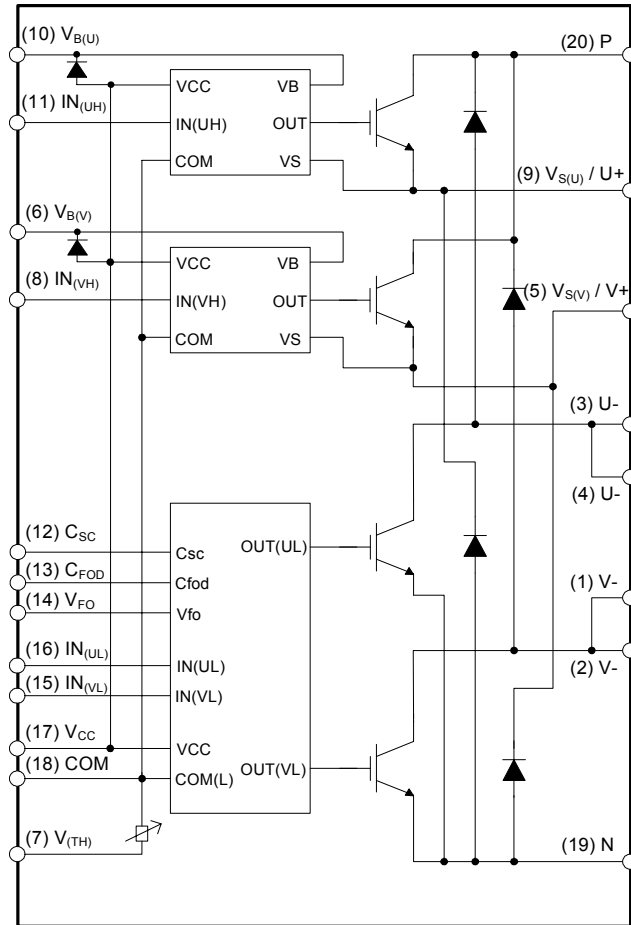 (10) VB(U)
(20) P
VCC
VB
(11) IN(UH)
IN(UH)
OUT
COM
VS
(9) VS(U) / U+
(6) VB(V)
VCC
VB
(8) IN(VH)
IN(VH)
OUT
(5) VS(V) / V+
COM
VS
(3) U-
(4) U-
(12) CSC
Csc
OUT(UL)
(13) CFOD
Cfod
(14) VFO
Vfo
(1) V-
(16) IN(UL)
IN(UL)
(15) IN(VL)
IN(VL)
(2) V-
(17) VCC
VCC
(18) COM
COM(L)
OUT(VL)
(7) V(TH)
(19) N